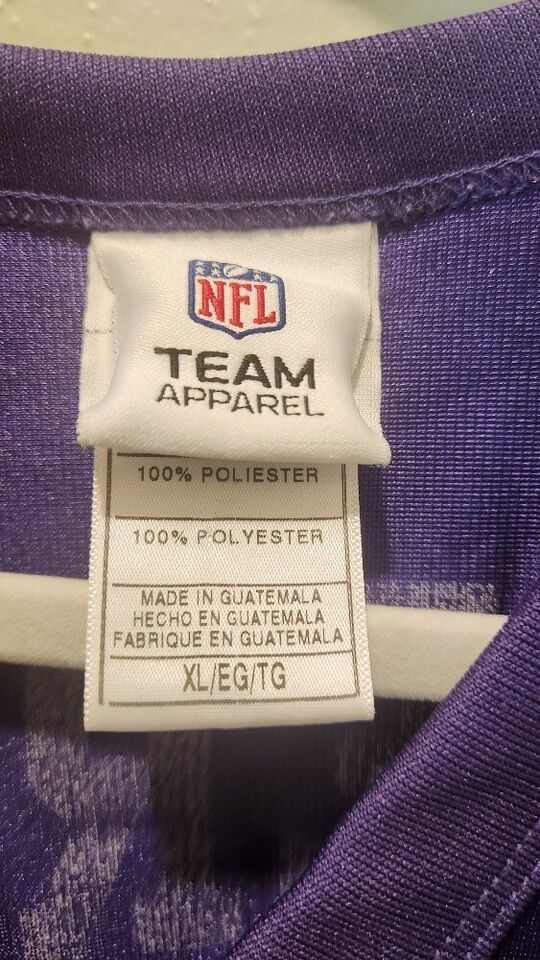 NFL
TEAM
APPAREL
100% POLIESTER
100% POLYESTER
MADE IN GUATEMALA
HECHO EN GUATEMALA
FABRIQUE EN GUATEMALA
XL/EG/TG